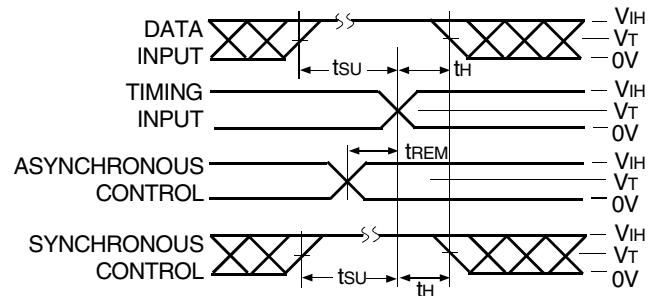 DATA INPUT
VIH
VT
0V
tSU
tH
TIMING INPUT
VIH
VT
0V
tREM
ASYNCHRONOUS CONTROL
VIH
VT
0V
SYNCHRONOUS CONTROL
VIH
VT
0V
tSU
tH